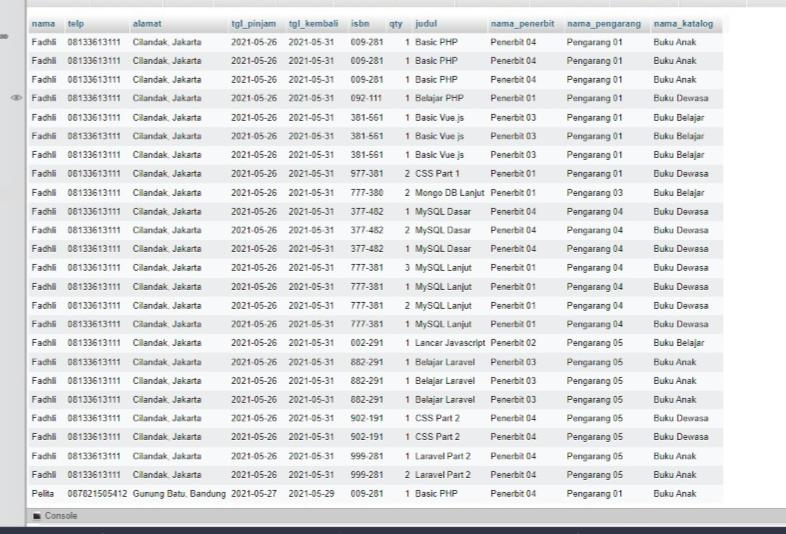 nama telp alamat tgl_pinjam tgl_kembali isbn qty judul nama_penerbit nama_pengarang nama_katalog
Fadhli 08133613111 Cilandak, Jakarta 2021-05-26 2021-05-31 009-281 1 Basic PHP Penerbit 04 Pengarang 01 Buku Anak
Fadhli 08133613111 Cilandak, Jakarta 2021-05-26 2021-05-31 009-281 1 Basic PHP Penerbit 04 Pengarang 01 Buku Anak
Fadhli 08133613111 Cilandak, Jakarta 2021-05-26 2021-05-31 009-281 1 Basic PHP Penerbit 04 Pengarang 01 Buku Anak
Fadhli 08133613111 Cilandak, Jakarta 2021-05-26 2021-05-31 092-111 1 Belajar PHP Penerbit 01 Pengarang 01 Buku Dewasa
Fadhli 08133613111 Cilandak, Jakarta 2021-05-26 2021-05-31 381-561 1 Basic Vue.js Penerbit 03 Pengarang 01 Buku Belajar
Fadhli 08133613111 Cilandak, Jakarta 2021-05-26 2021-05-31 381-561 1 Basic Vue.js Penerbit 03 Pengarang 01 Buku Belajar
Fadhli 08133613111 Cilandak, Jakarta 2021-05-26 2021-05-31 381-561 1 Basic Vue.js Penerbit 03 Pengarang 01 Buku Belajar
Fadhli 08133613111 Cilandak, Jakarta 2021-05-26 2021-05-31 977-381 2 CSS Part 1 Penerbit 01 Pengarang 01 Buku Dewasa
Fadhli 08133613111 Cilandak, Jakarta 2021-05-26 2021-05-31 777-380 2 Mongo DB Lanjut Penerbit 01 Pengarang 03 Buku Belajar
Fadhli 08133613111 Cilandak, Jakarta 2021-05-26 2021-05-31 377-482 1 MySQL Dasar Penerbit 04 Pengarang 04 Buku Dewasa
Fadhli 08133613111 Cilandak, Jakarta 2021-05-26 2021-05-31 377-482 2 MySQL Dasar Penerbit 04 Pengarang 04 Buku Dewasa
Fadhli 08133613111 Cilandak, Jakarta 2021-05-26 2021-05-31 377-482 1 MySQL Dasar Penerbit 04 Pengarang 04 Buku Dewasa
Fadhli 08133613111 Cilandak, Jakarta 2021-05-26 2021-05-31 777-381 3 MySQL Lanjut Penerbit 01 Pengarang 04 Buku Dewasa
Fadhli 08133613111 Cilandak, Jakarta 2021-05-26 2021-05-31 777-381 1 MySQL Lanjut Penerbit 01 Pengarang 04 Buku Dewasa
Fadhli 08133613111 Cilandak, Jakarta 2021-05-26 2021-05-31 777-381 2 MySQL Lanjut Penerbit 01 Pengarang 04 Buku Dewasa
Fadhli 08133613111 Cilandak, Jakarta 2021-05-26 2021-05-31 777-381 1 MySQL Lanjut Penerbit 01 Pengarang 04 Buku Dewasa
Fadhli 08133613111 Cilandak, Jakarta 2021-05-26 2021-05-31 002-291 1 Lancar Javascript Penerbit 02 Pengarang 05 Buku Belajar
Fadhli 08133613111 Cilandak, Jakarta 2021-05-26 2021-05-31 882-291 1 Belajar Laravel Penerbit 03 Pengarang 05 Buku Anak
Fadhli 08133613111 Cilandak, Jakarta 2021-05-26 2021-05-31 882-291 1 Belajar Laravel Penerbit 03 Pengarang 05 Buku Anak
Fadhli 08133613111 Cilandak, Jakarta 2021-05-26 2021-05-31 882-291 1 Belajar Laravel Penerbit 03 Pengarang 05 Buku Anak
Fadhli 08133613111 Cilandak, Jakarta 2021-05-26 2021-05-31 902-191 1 CSS Part 2 Penerbit 04 Pengarang 05 Buku Dewasa
Fadhli 08133613111 Cilandak, Jakarta 2021-05-26 2021-05-31 902-191 1 CSS Part 2 Penerbit 04 Pengarang 05 Buku Dewasa
Fadhli 08133613111 Cilandak, Jakarta 2021-05-26 2021-05-31 999-281 1 Laravel Part 2 Penerbit 04 Pengarang 05 Buku Anak
Fadhli 08133613111 Cilandak, Jakarta 2021-05-26 2021-05-31 999-281 2 Laravel Part 2 Penerbit 04 Pengarang 05 Buku Anak
Pelita 087821505412 Gunung Batu, Bandung 2021-05-27 2021-05-29 009-281 1 Basic PHP Penerbit 04 Pengarang 01 Buku Anak
Console